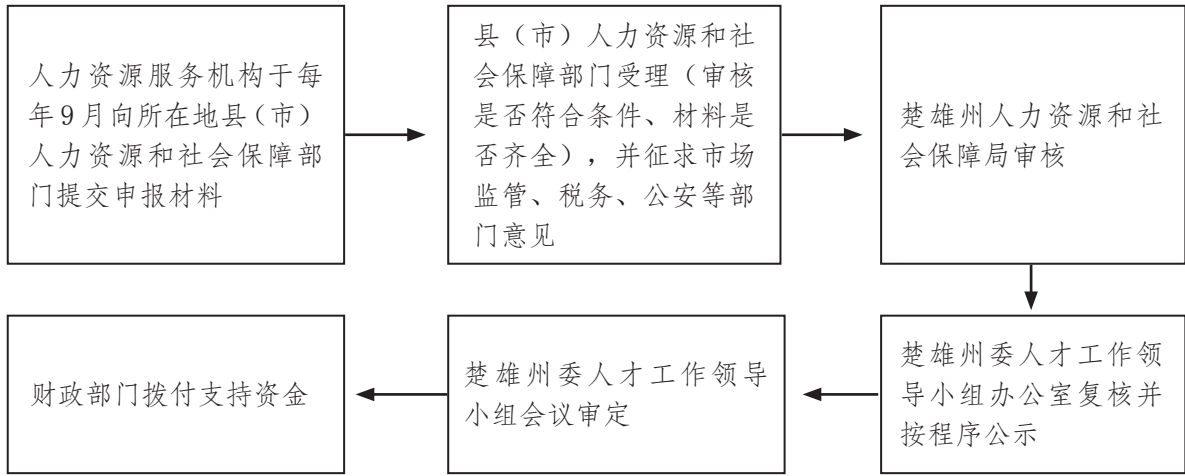 人力资源服务机构于每
年9月向所在地县（市）
人力资源和社会保障部
门提交申报材料
县（市）人力资源和社
会保障部门受理（审核
是否符合条件、材料是
否齐全），并征求市场
监管、税务、公安等部
门意见
楚雄州人力资源和社
会保障局审核
楚雄州委人才工作领
导小组办公室复核并
按程序公示
楚雄州委人才工作领导
小组会议审定
财政部门拨付支持资金